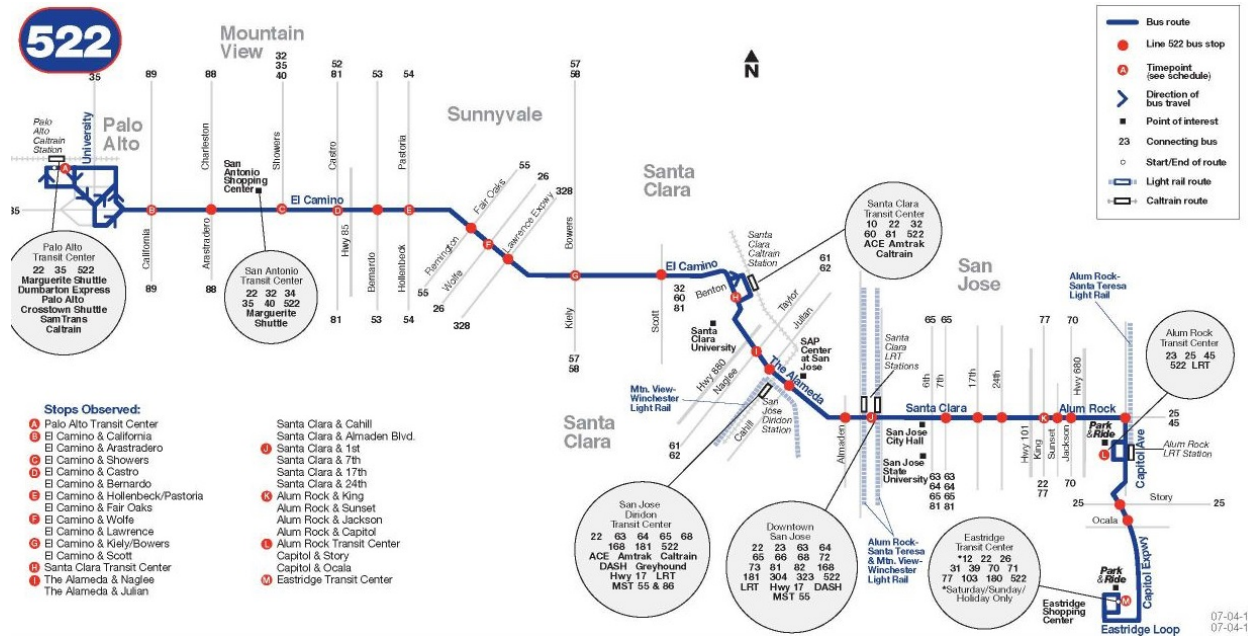 522
Mountain
View
Palo
Alto
Sunnyvale
Santa
Clara
San
Jose
Santa
Clara
N
Bus route
Line 522 bus stop
A
Timepoint
(see schedule)
Direction of
bus travel
Point of interest
23
Connecting bus
Start/End of route
Light rail route
Caltrain route
35
89
88
32
35
40
52
81
53
54
57
58
Palo
Alto
Caltrain
Station
University
Charleston
San
Antonio
Shopping
Center
Showers
Castro
Pastoria
Fair Oaks
55
26
328
A
B
C
El Camino
D
E
F
G
El Camino
H
35
California
Arastradero
Hwy 85
Bernardo
Hollenbeck
Remington
Wolfe
Lawrence Expwy
Bowers
Kiely
Scott
89
88
81
53
54
55
26
328
57
58
32
60
81
Benton
Santa
Clara
Caltrain
Station
61
62
Taylor
Julian
Santa
Clara
University
SAP
Center
at San
Jose
Hwy 880
Naglee
I
The Alameda
Mtn. View-
Winchester
Light Rail
Cahill
San
Jose
Diridon
Station
61
62
Almaden
J
Santa
Clara
LRT
Stations
Santa Clara
65
65
77
70
6th
7th
17th
24th
Hwy 680
San Jose
City Hall
San Jose
State
University
63
63
64
64
65
65
81
81
Hwy 101
King
Sunset
Jackson
K
Alum Rock
22
77
70
Alum Rock-
Santa Teresa
Light Rail
25
45
Park
& Ride
L
Capitol Ave
Alum Rock
LRT Station
25
Story
25
Ocala
Capitol Expwy
Park
& Ride
M
Eastridge
Shopping
Center
Eastridge Loop
Alum Rock-
Santa Teresa
& Mtn. View-
Winchester
Light Rail
Palo Alto
Transit Center
22 35 522
Marguerite Shuttle
Dumbarton Express
Palo Alto
Crosstown Shuttle
SamTrans
Caltrain
San Antonio
Transit Center
22 32 34
35 40 522
Marguerite
Shuttle
Santa Clara
Transit Center
10 22 32
60 81 522
ACE Amtrak
Caltrain
Alum Rock
Transit Center
23 25 45
522 LRT
San Jose
Diridon
Transit Center
22 63 64 65 68
168 181 522
ACE Amtrak Caltrain
DASH Greyhound
Hwy 17 LRT
MST 55 & 86
Downtown
San Jose
22 23 63 64
65 66 68 72
73 81 82 168
181 304 323 522
LRT Hwy 17 DASH
MST 55
Eastridge
Transit Center
*12 22 26
31 39 70 71
77 103 180 522
*Saturday/Sunday/
Holiday Only
Stops Observed:
A Palo Alto Transit Center
B El Camino & California
El Camino & Arastradero
C El Camino & Showers
D El Camino & Castro
El Camino & Bernardo
E El Camino & Hollenbeck/Pastoria
El Camino & Fair Oaks
F El Camino & Wolfe
El Camino & Lawrence
G El Camino & Kiely/Bowers
El Camino & Scott
H Santa Clara Transit Center
I The Alameda & Naglee
The Alameda & Julian
Santa Clara & Cahill
Santa Clara & Almaden Blvd.
J Santa Clara & 1st
Santa Clara & 7th
Santa Clara & 17th
Santa Clara & 24th
K Alum Rock & King
Alum Rock & Sunset
Alum Rock & Jackson
Alum Rock & Capitol
L Alum Rock Transit Center
Capitol & Story
Capitol & Ocala
M Eastridge Transit Center
07-04-1
07-04-1